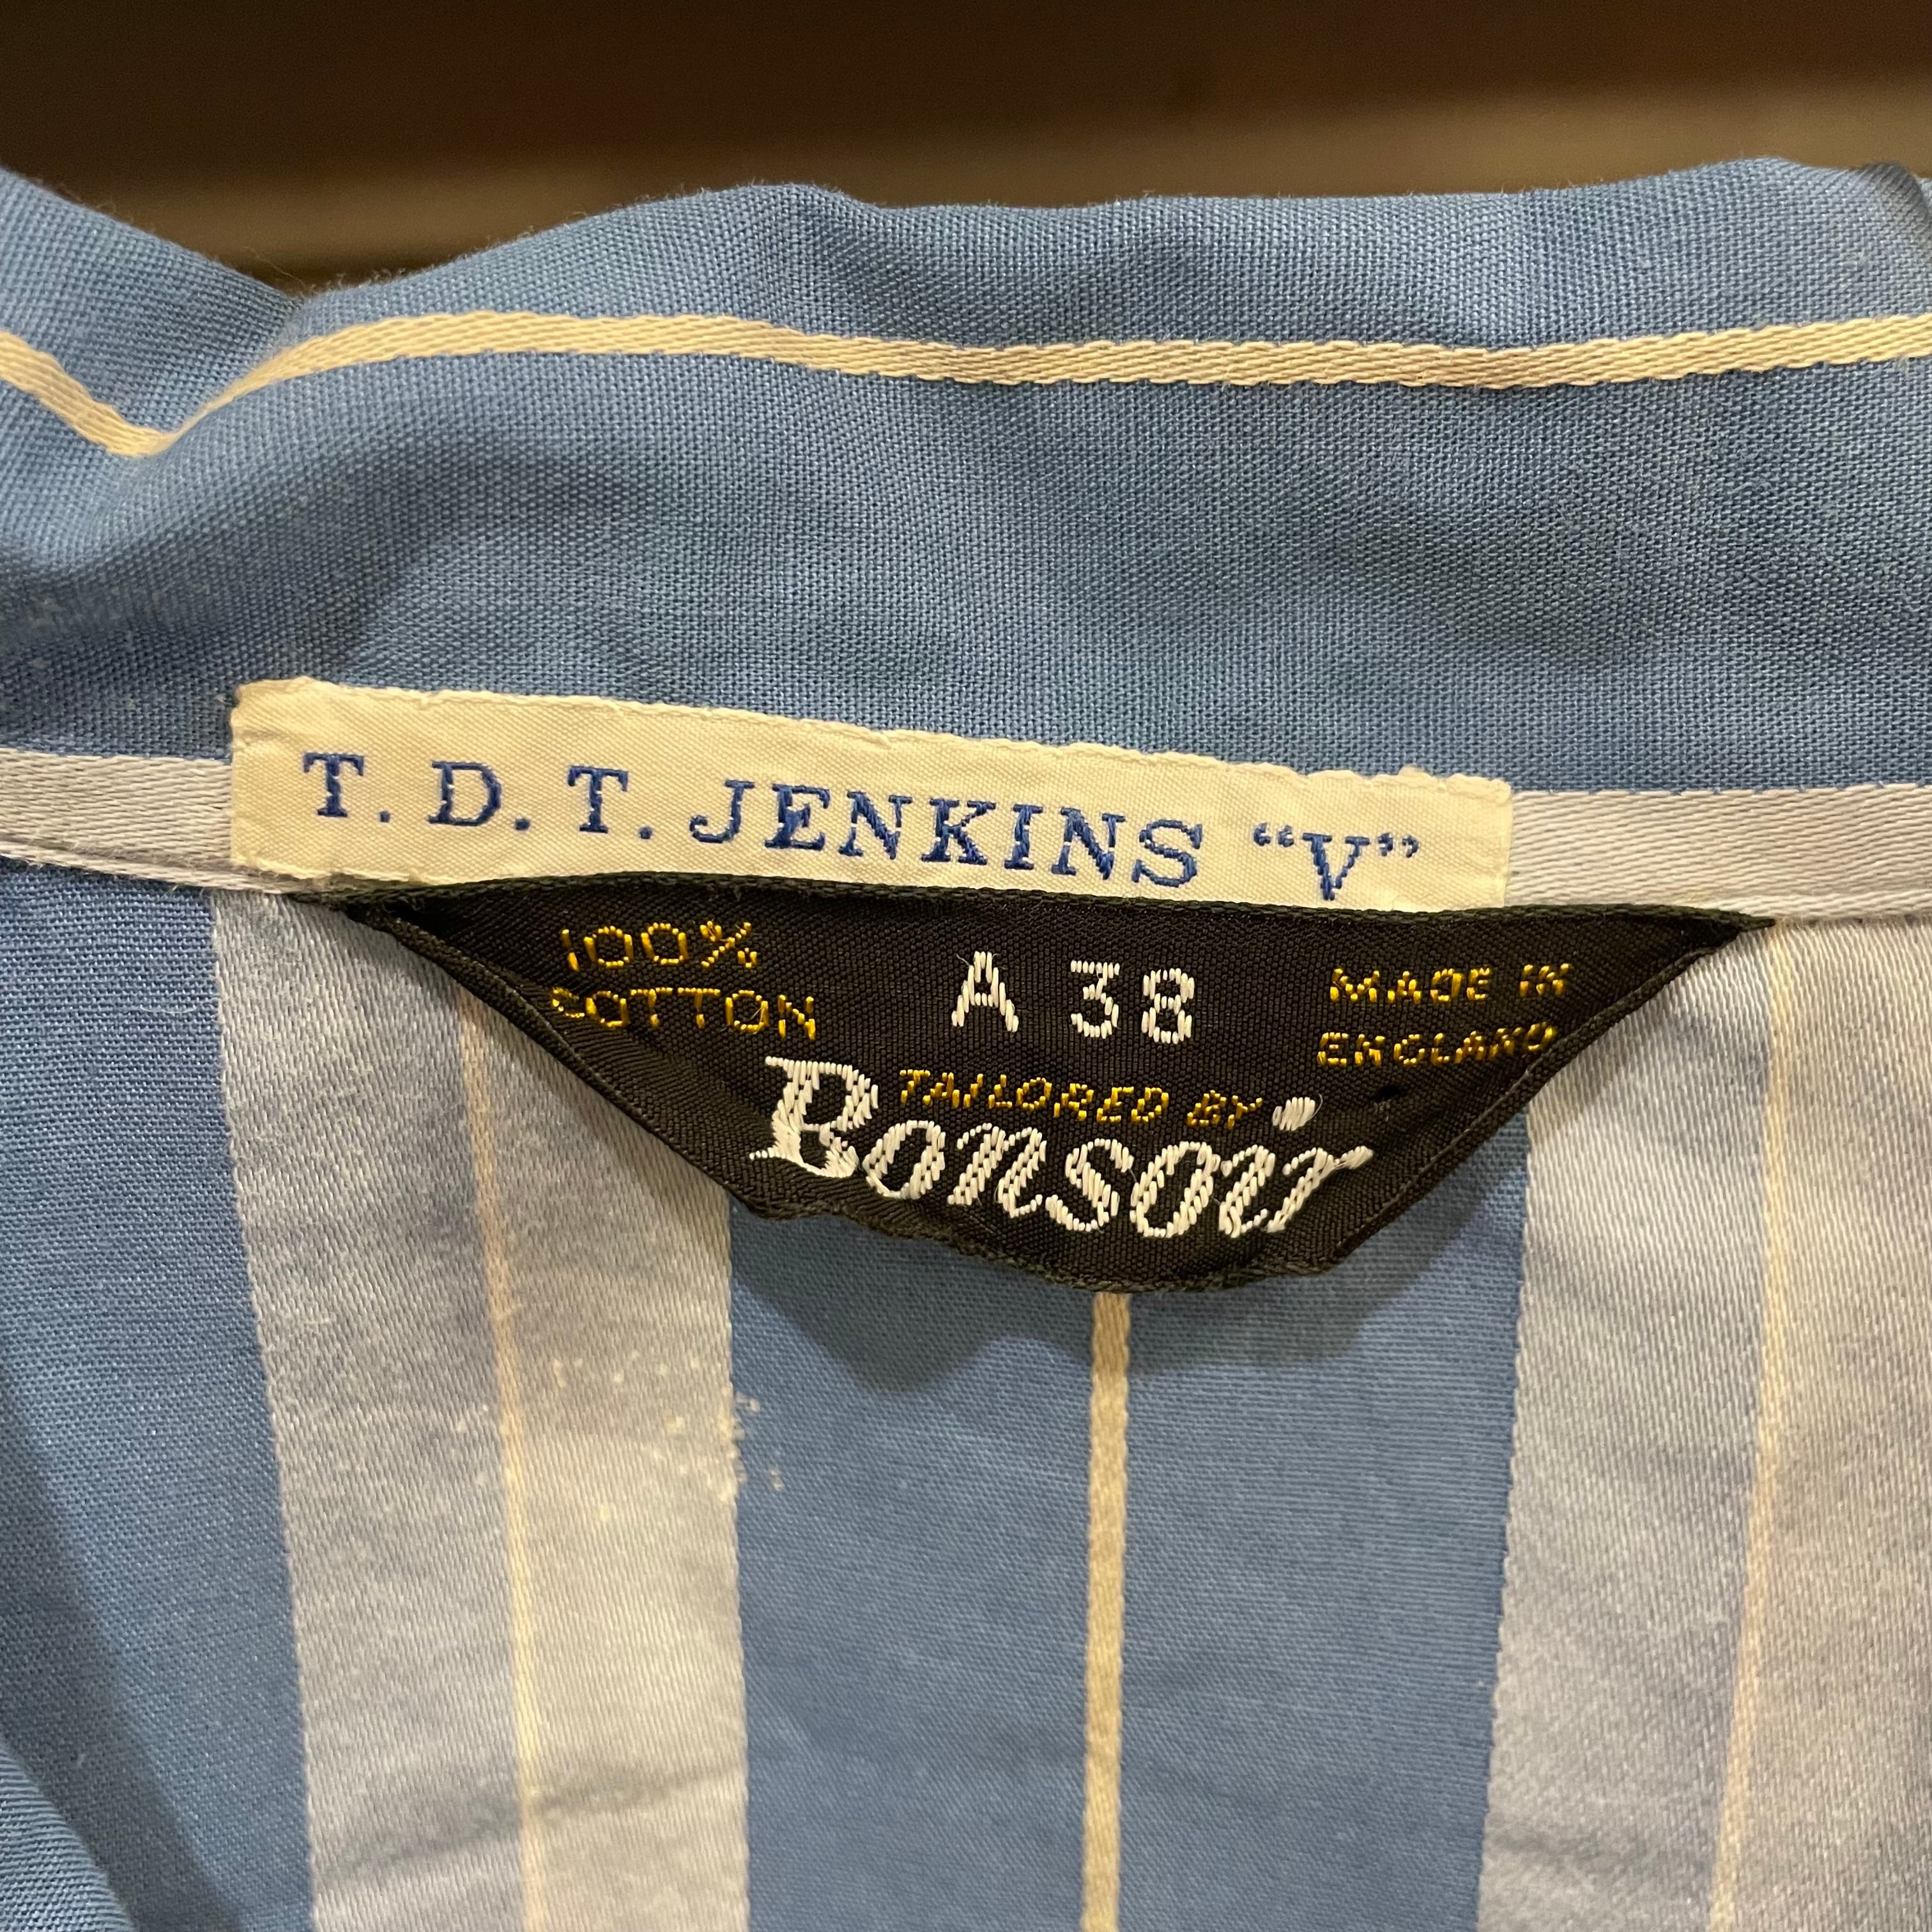 T. D. T. JENKINS “V”
100%
COTTON
A 38
MADE IN
ENGLAND
TAILORED BY
Bonsoir